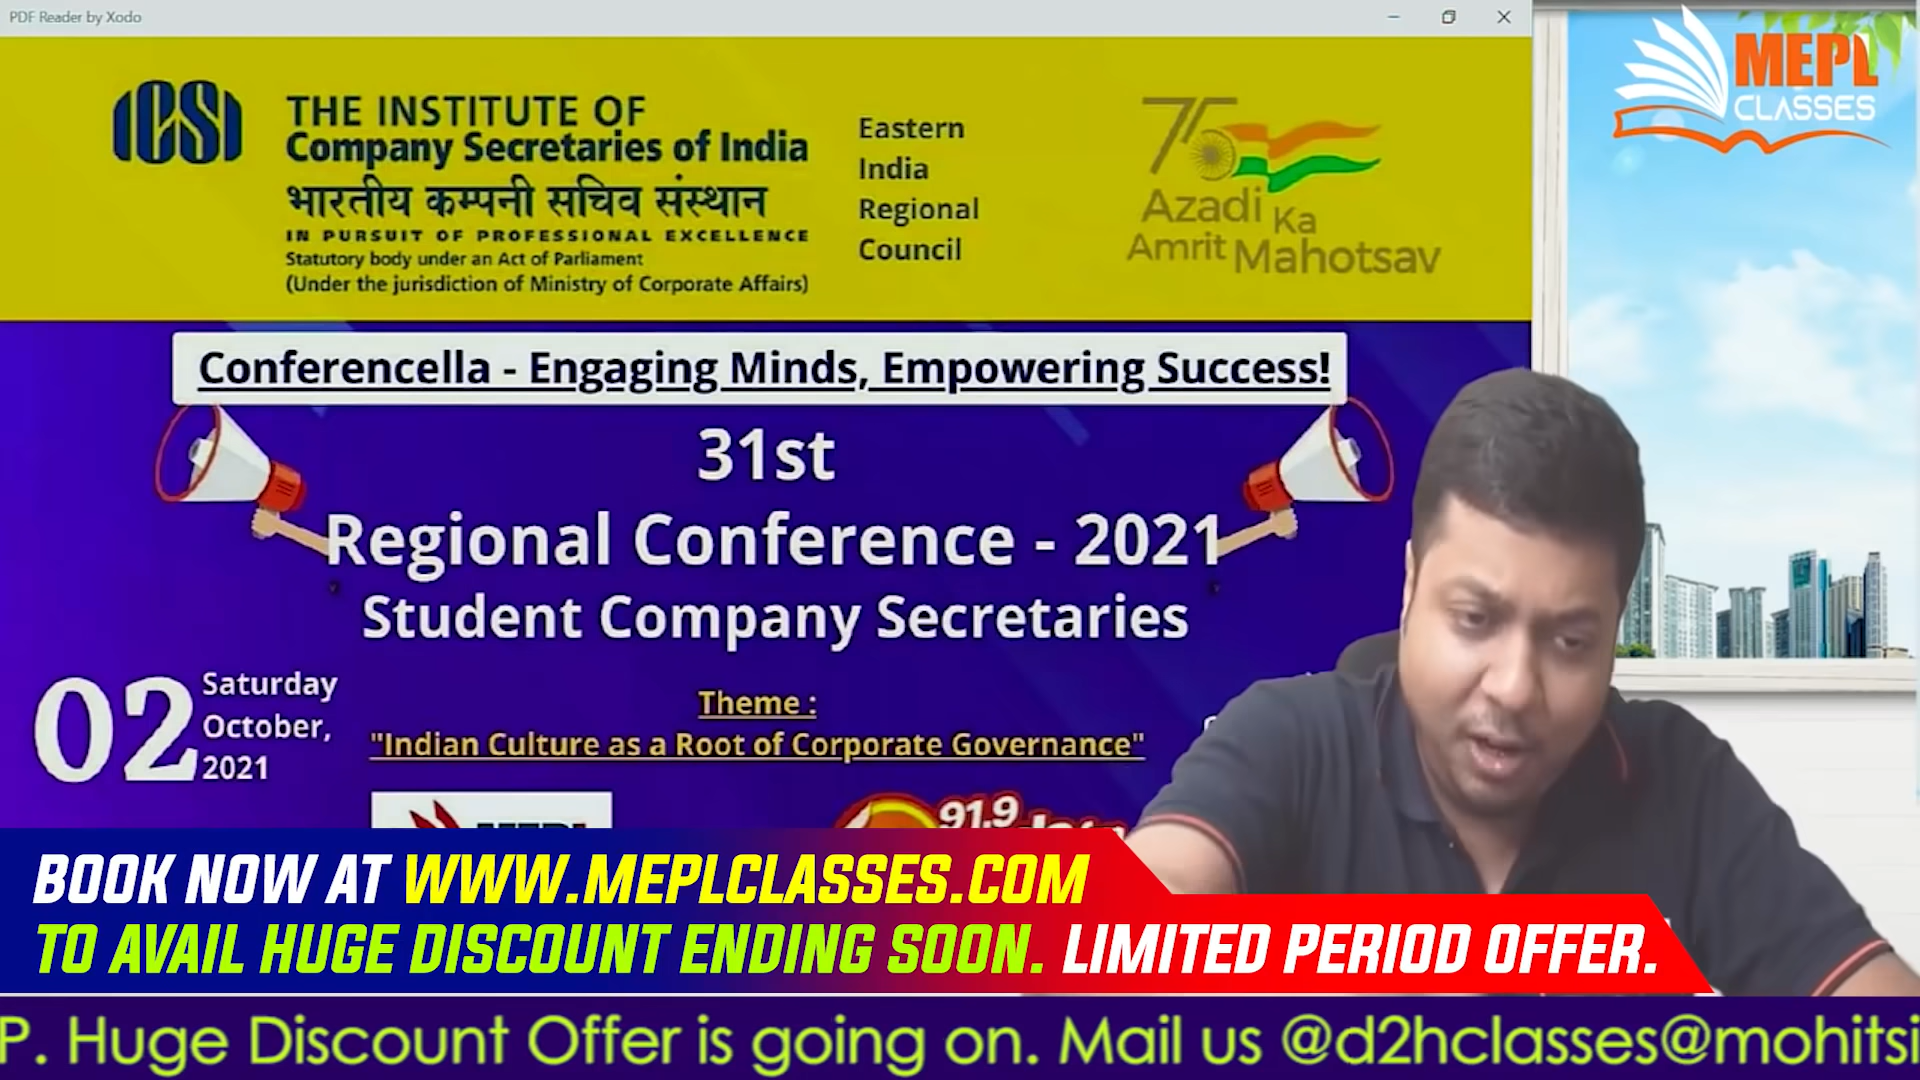 PDF Reader by Xodo
ICSI
THE INSTITUTE OF
Company Secretaries of India
भारतीय कम्पनी सचिव संस्थान
IN PURSUIT OF PROFESSIONAL EXCELLENCE
Statutory body under an Act of Parliament
(Under the jurisdiction of Ministry of Corporate Affairs)
Eastern
India
Regional
Council
75
Azadi Ka
Amrit Mahotsav
MEPL
CLASSES
Conferencella - Engaging Minds, Empowering Success!
31st
Regional Conference - 2021
Student Company Secretaries
02
Saturday
October,
2021
Theme :
"Indian Culture as a Root of Corporate Governance"
91.9
BOOK NOW AT WWW.MEPLCLASSES.COM
TO AVAIL HUGE DISCOUNT ENDING SOON. LIMITED PERIOD OFFER.
P. Huge Discount Offer is going on. Mail us @d2hclasses@mohitsi